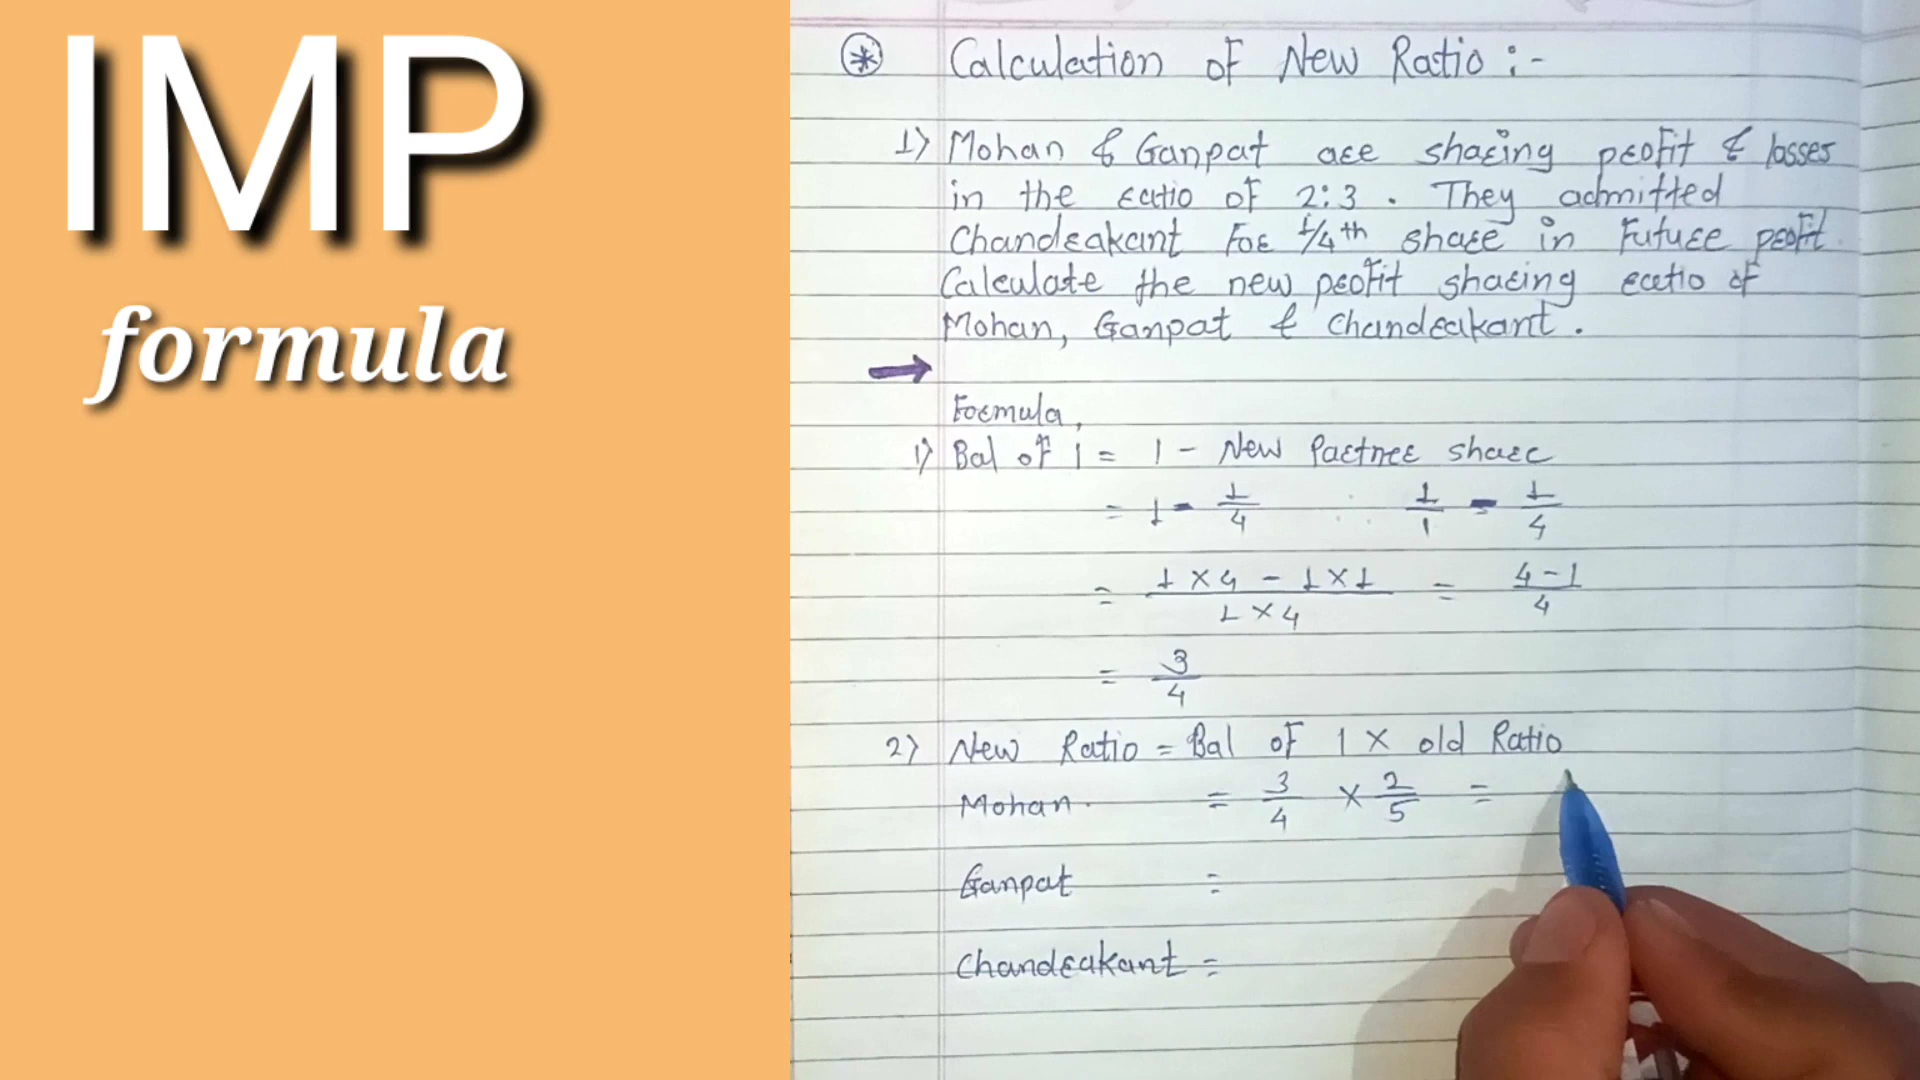 IMP
formula
Calculation of New Ratio :-
1) Mohan & Ganpat are sharing profit & losses
in the ratio of 2:3 . They admitted
Chandrakant for 1/4th share in future profit
Calculate the new profit sharing ratio of
Mohan, Ganpat & Chandrakant .
Formula,
1) Bal of 1 = 1 - New Partner share
= 1 - 1/4 1/1 - 1/4
= 1 × 4 - 1 × 1 / 1 × 4 = 4 - 1 / 4
= 3/4
2) New Ratio = Bal of 1 × old Ratio
Mohan. = 3/4 × 2/5 =
Ganpat =
Chandrakant =